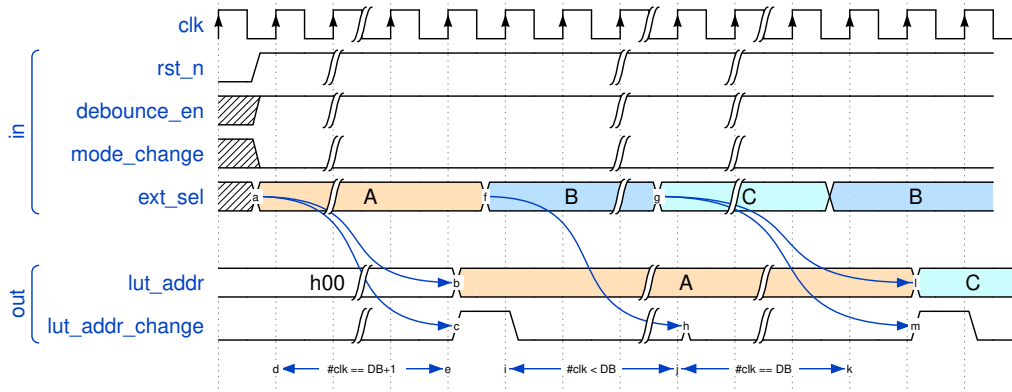 clk
in
rst_n
debounce_en
mode_change
ext_sel a A f B g C B
out
lut_addr h00 b A l C
lut_addr_change c h m
d #clk == DB+1 e i #clk < DB j #clk == DB k